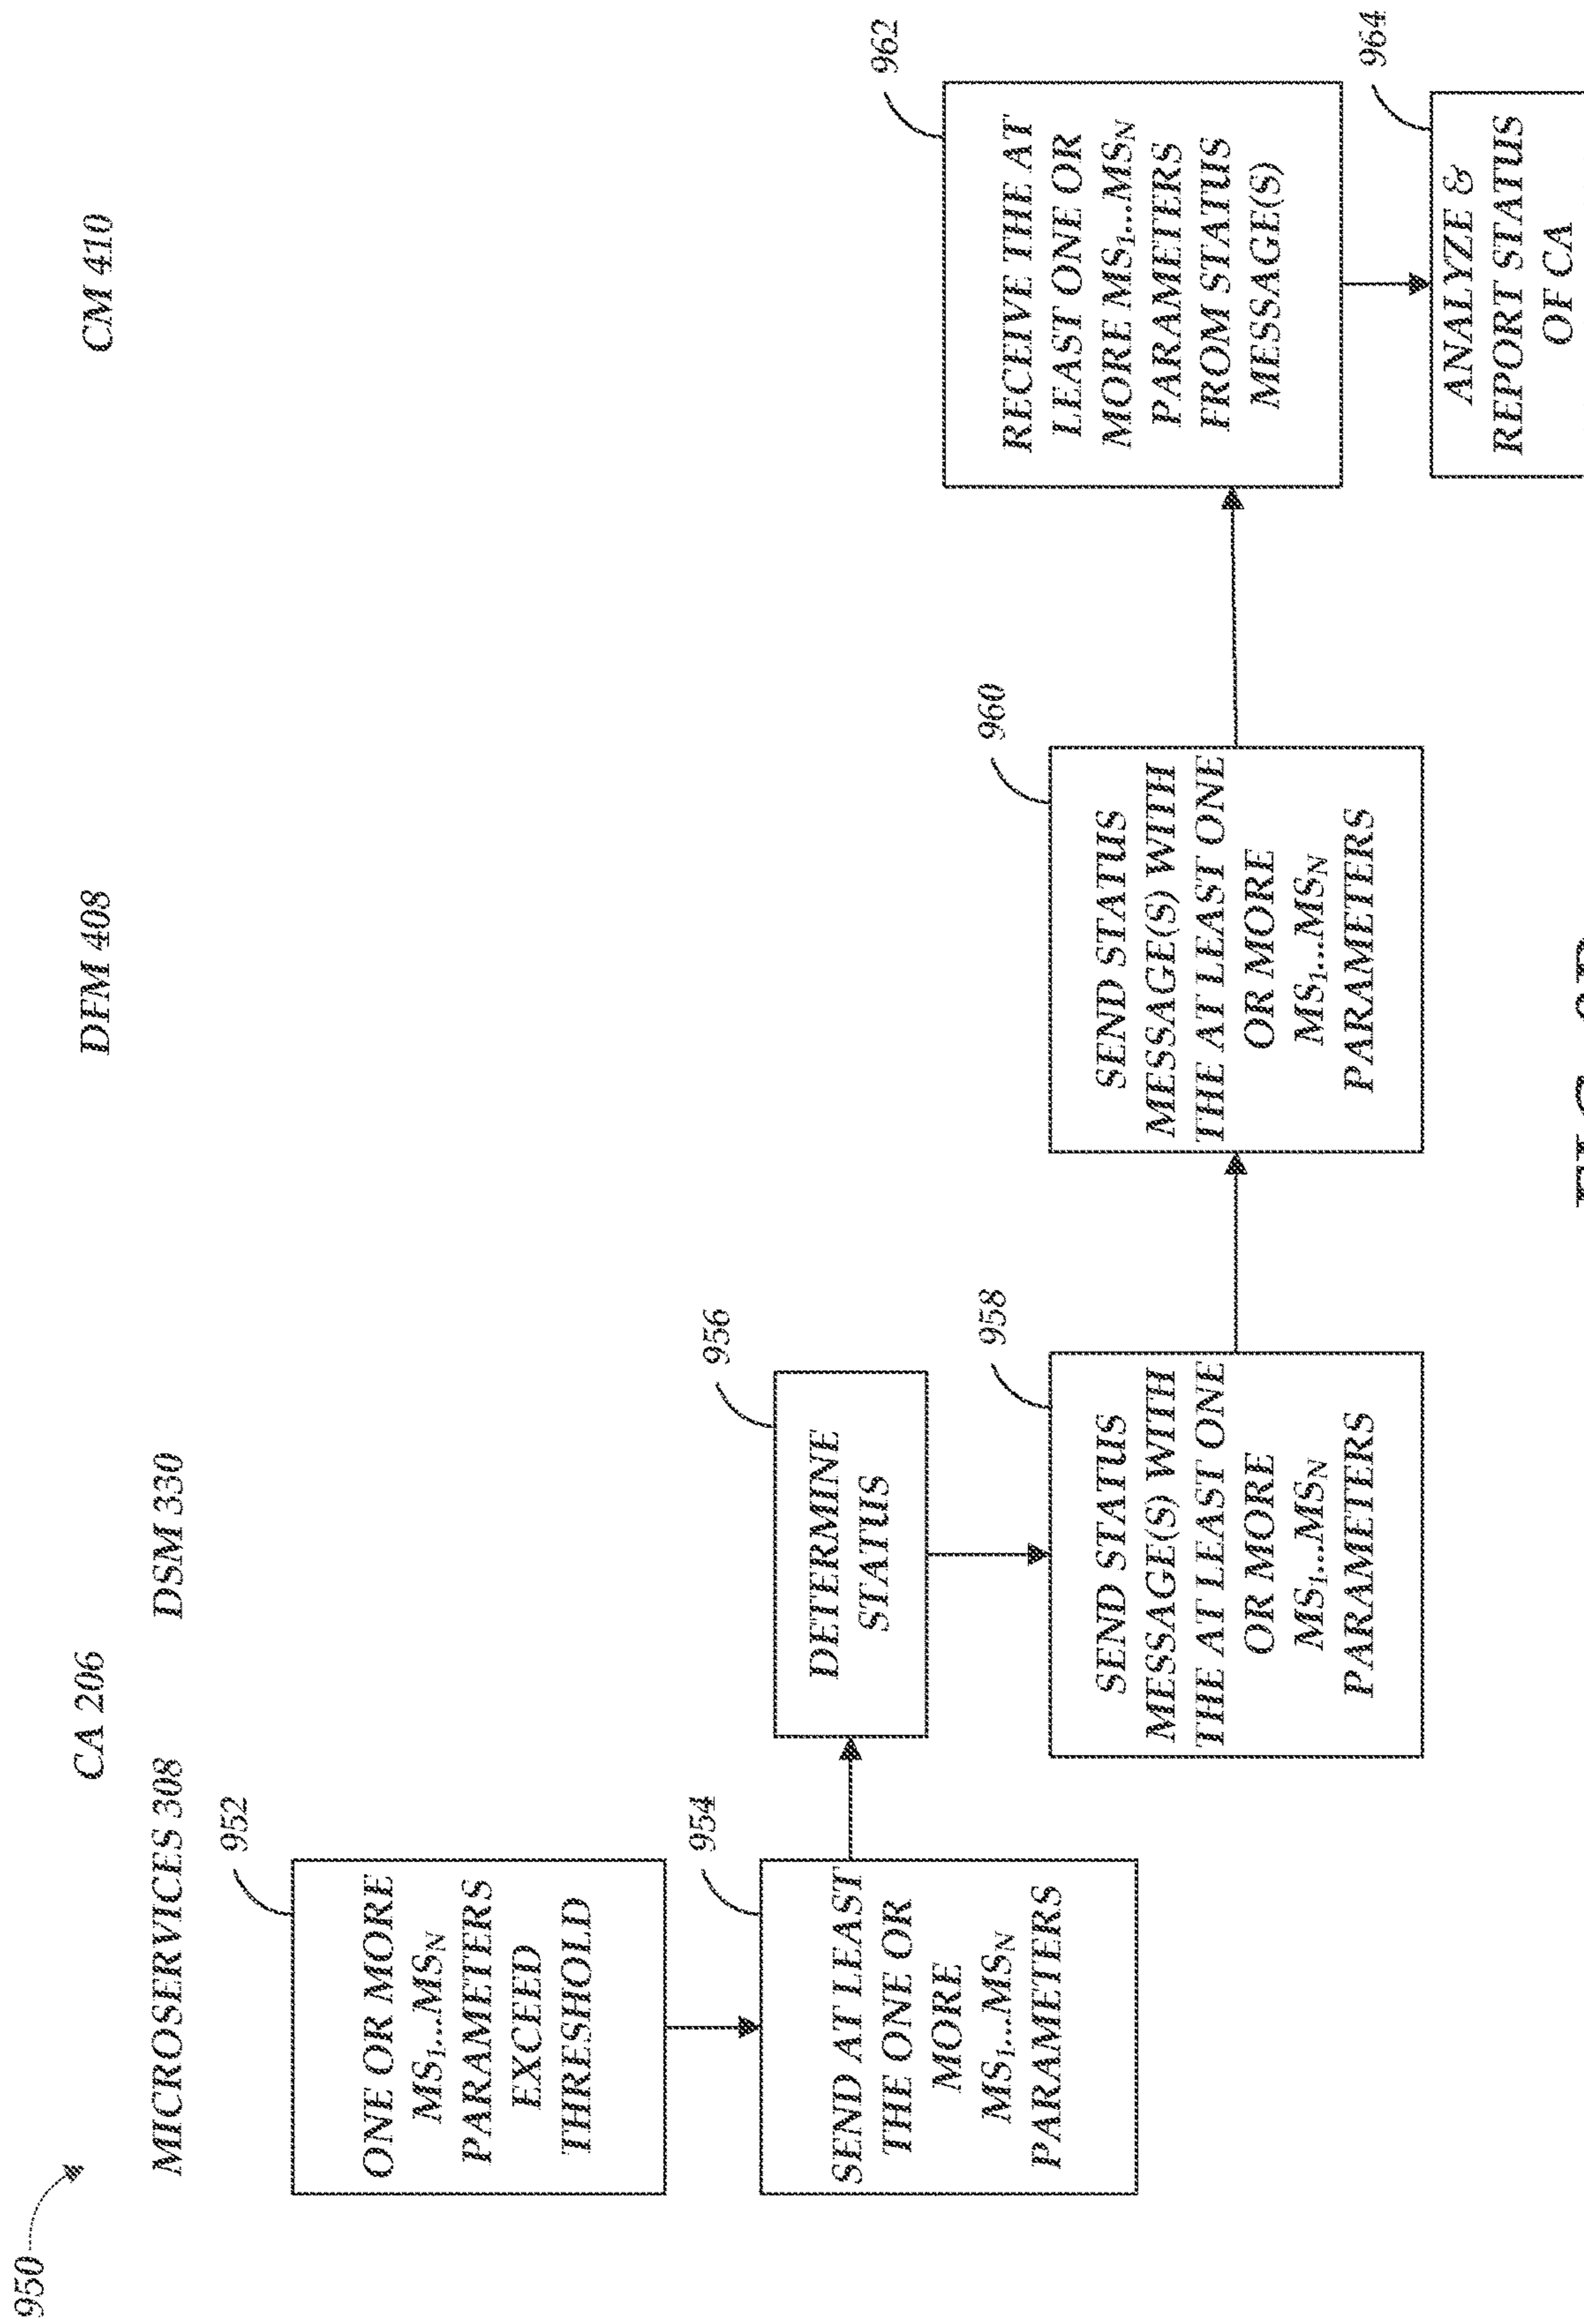 950
CA 206
DFM 408
CM 410
MICROSERVICES 308
DSM 330
952
ONE OR MORE
MS1...MSN
PARAMETERS
EXCEED
THRESHOLD
954
SEND AT LEAST
THE ONE OR
MORE
MS1...MSN
PARAMETERS
956
DETERMINE
STATUS
958
SEND STATUS
MESSAGE(S) WITH
THE AT LEAST ONE
OR MORE
MS1...MSN
PARAMETERS
960
SEND STATUS
MESSAGE(S) WITH
THE AT LEAST ONE
OR MORE
MS1...MSN
PARAMETERS
962
RECEIVE THE AT
LEAST ONE OR
MORE MS1...MSN
PARAMETERS
FROM STATUS
MESSAGE(S)
964
ANALYZE &
REPORT STATUS
OF CA